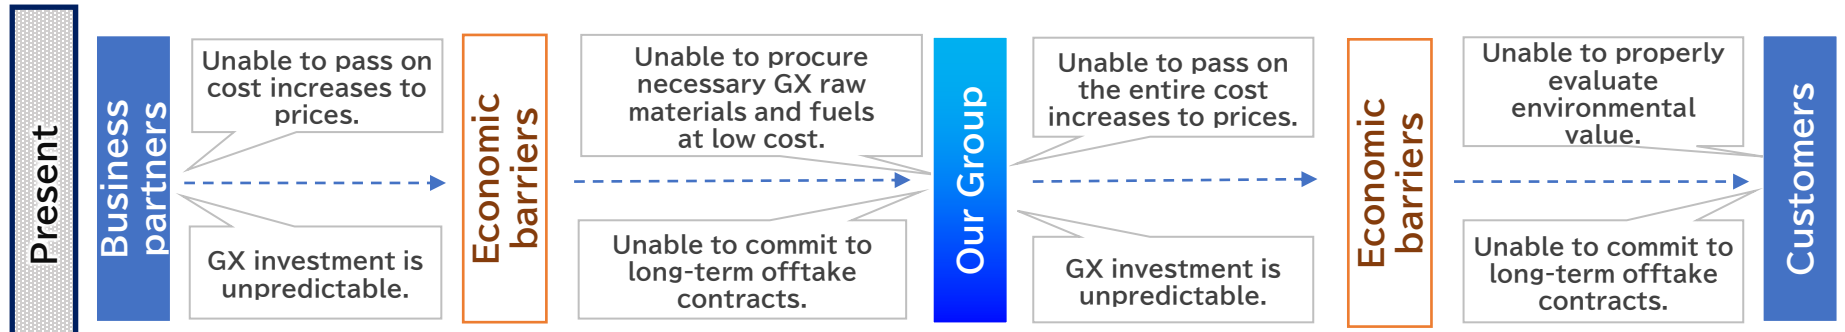 Present
Business
partners
Unable to pass on
cost increases to
prices.
GX investment is
unpredictable.
Economic
barriers
Unable to procure
necessary GX raw
materials and fuels
at low cost.
Unable to commit to
long-term offtake
contracts.
Our Group
Unable to pass on
the entire cost
increases to prices.
GX investment is
unpredictable.
Economic
barriers
Unable to properly
evaluate
environmental
value.
Unable to commit to
long-term offtake
contracts.
Customers